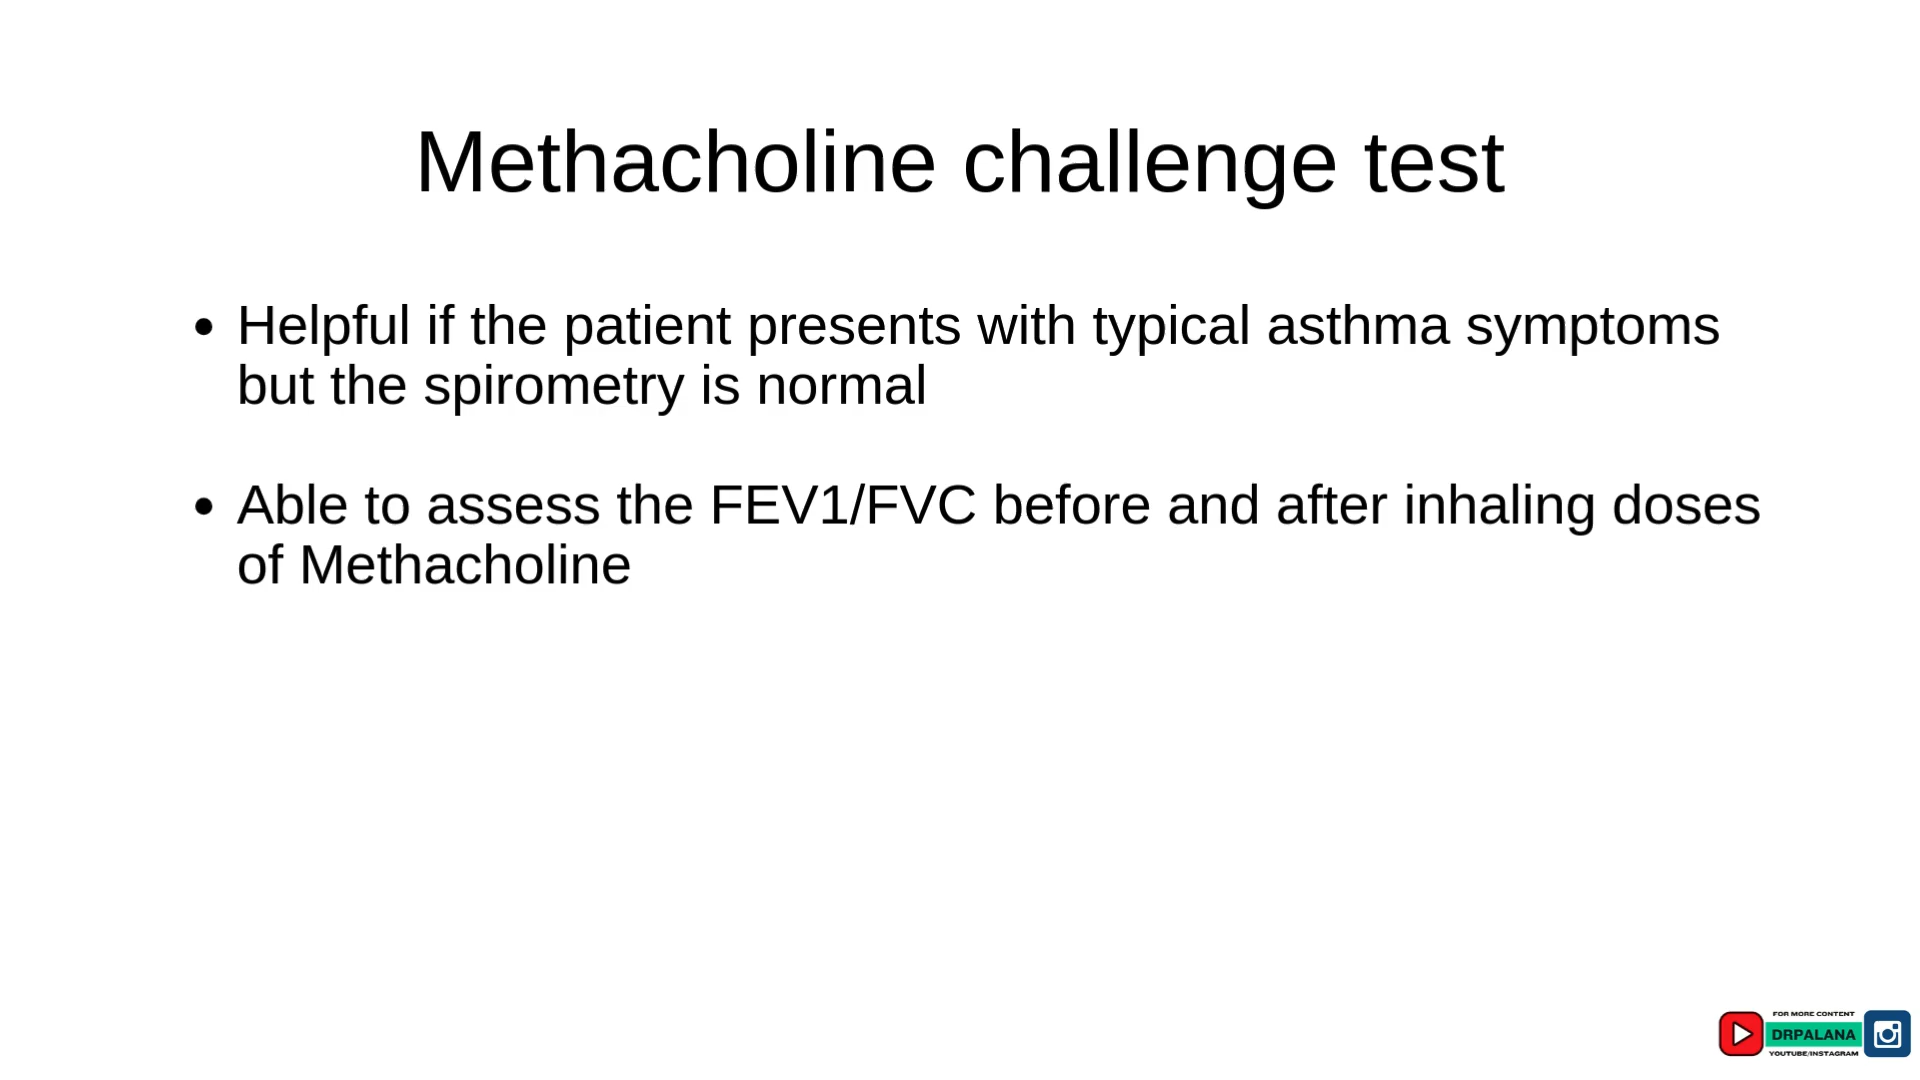 Methacholine challenge test
• Helpful if the patient presents with typical asthma symptoms
but the spirometry is normal
• Able to assess the FEV1/FVC before and after inhaling doses
of Methacholine
FOR MORE CONTENT
DRPALANA
YOUTUBE/INSTAGRAM